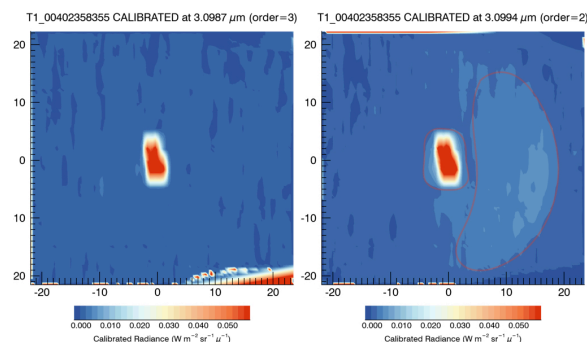 T1_00402358355 CALIBRATED at 3.0987 μm (order=3)
T1_00402358355 CALIBRATED at 3.0994 μm (order=2)
20
10
0
-10
-20
-20 -10 0 10 20
20
10
0
-10
-20
-20 -10 0 10 20
0.000 0.010 0.020 0.030 0.040 0.050
Calibrated Radiance (W m⁻² sr⁻¹ μ⁻¹)
0.000 0.010 0.020 0.030 0.040 0.050
Calibrated Radiance (W m⁻² sr⁻¹ μ⁻¹)